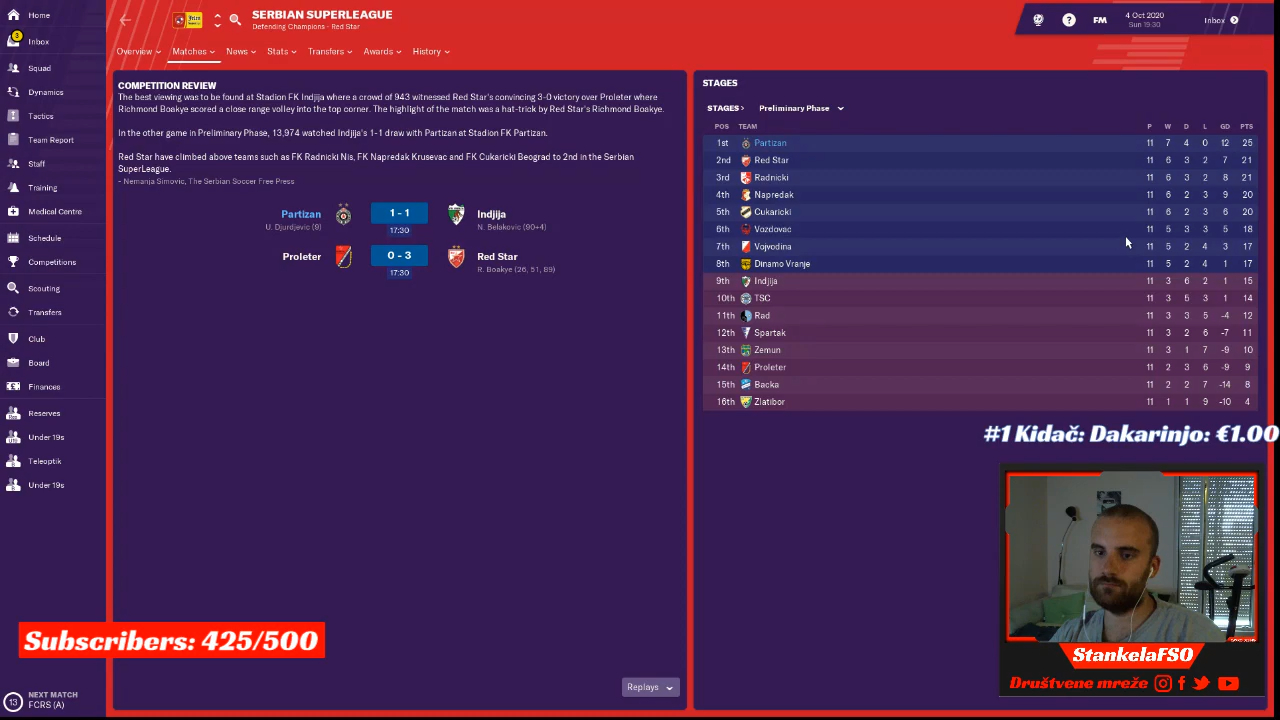 Home
3
Inbox
Squad
Dynamics
Tactics
Team Report
Staff
Training
Medical Centre
Schedule
Competitions
Scouting
Transfers
Club
Board
Finances
Reserves
Under 19s
Teleoptik
Under 19s
13 NEXT MATCH
FCRS (A)
SERBIAN SUPERLEAGUE
Defending Champions - Red Star
? FM 4 Oct 2020
Sun 19:30
Inbox
Overview Matches News Stats Transfers Awards History
COMPETITION REVIEW
The best viewing was to be found at Stadion FK Indjija where a crowd of 943 witnessed Red Star's convincing 3-0 victory over Proleter where
Richmond Boakye scored a close range volley into the top corner. The highlight of the match was a hat-trick by Red Star's Richmond Boakye.
In the other game in Preliminary Phase, 13,974 watched Indjija's 1-1 draw with Partizan at Stadion FK Partizan.
Red Star have climbed above teams such as FK Radnicki Nis, FK Napredak Krusevac and FK Cukaricki Beograd to 2nd in the Serbian
SuperLeague.
- Nemanja Simovic, The Serbian Soccer Free Press
Partizan 1 - 1 Indjija
U. Djurdjevic (9) 17:30 N. Belakovic (90+4)
Proleter 0 - 3 Red Star
17:30 R. Boakye (26, 51, 89)
Replays
STAGES
STAGES > Preliminary Phase
POS TEAM P W D L GD PTS
1st Partizan 11 7 4 0 12 25
2nd Red Star 11 6 3 2 7 21
3rd Radnicki 11 6 3 2 8 21
4th Napredak 11 6 2 3 9 20
5th Cukaricki 11 6 2 3 6 20
6th Vozdovac 11 5 3 3 5 18
7th Vojvodina 11 5 2 4 3 17
8th Dinamo Vranje 11 5 2 4 1 17
9th Indjija 11 3 6 2 1 15
10th TSC 11 3 5 3 1 14
11th Rad 11 3 3 5 -4 12
12th Spartak 11 3 2 6 -7 11
13th Zemun 11 3 1 7 -9 10
14th Proleter 11 2 3 6 -9 9
15th Backa 11 2 2 7 -14 8
16th Zlatibor 11 1 1 9 -10 4
#1 Kidač: Dakarinjo: €1.00
Subscribers: 425/500
StankelaFSO
Društvene mreže